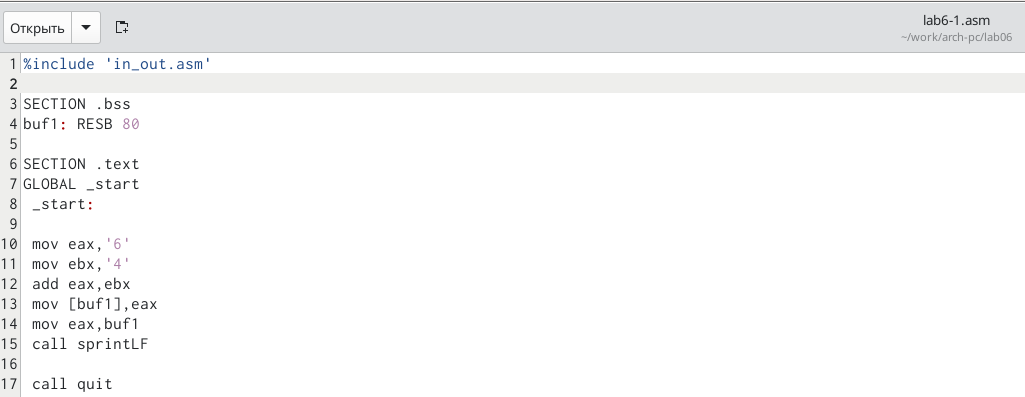 Открыть
lab6-1.asm
~/work/arch-pc/lab06
1 %include 'in_out.asm'
2
3 SECTION .bss
4 buf1: RESB 80
5
6 SECTION .text
7 GLOBAL _start
8  _start:
9
10  mov eax,'6'
11  mov ebx,'4'
12  add eax,ebx
13  mov [buf1],eax
14  mov eax,buf1
15  call sprintLF
16
17  call quit